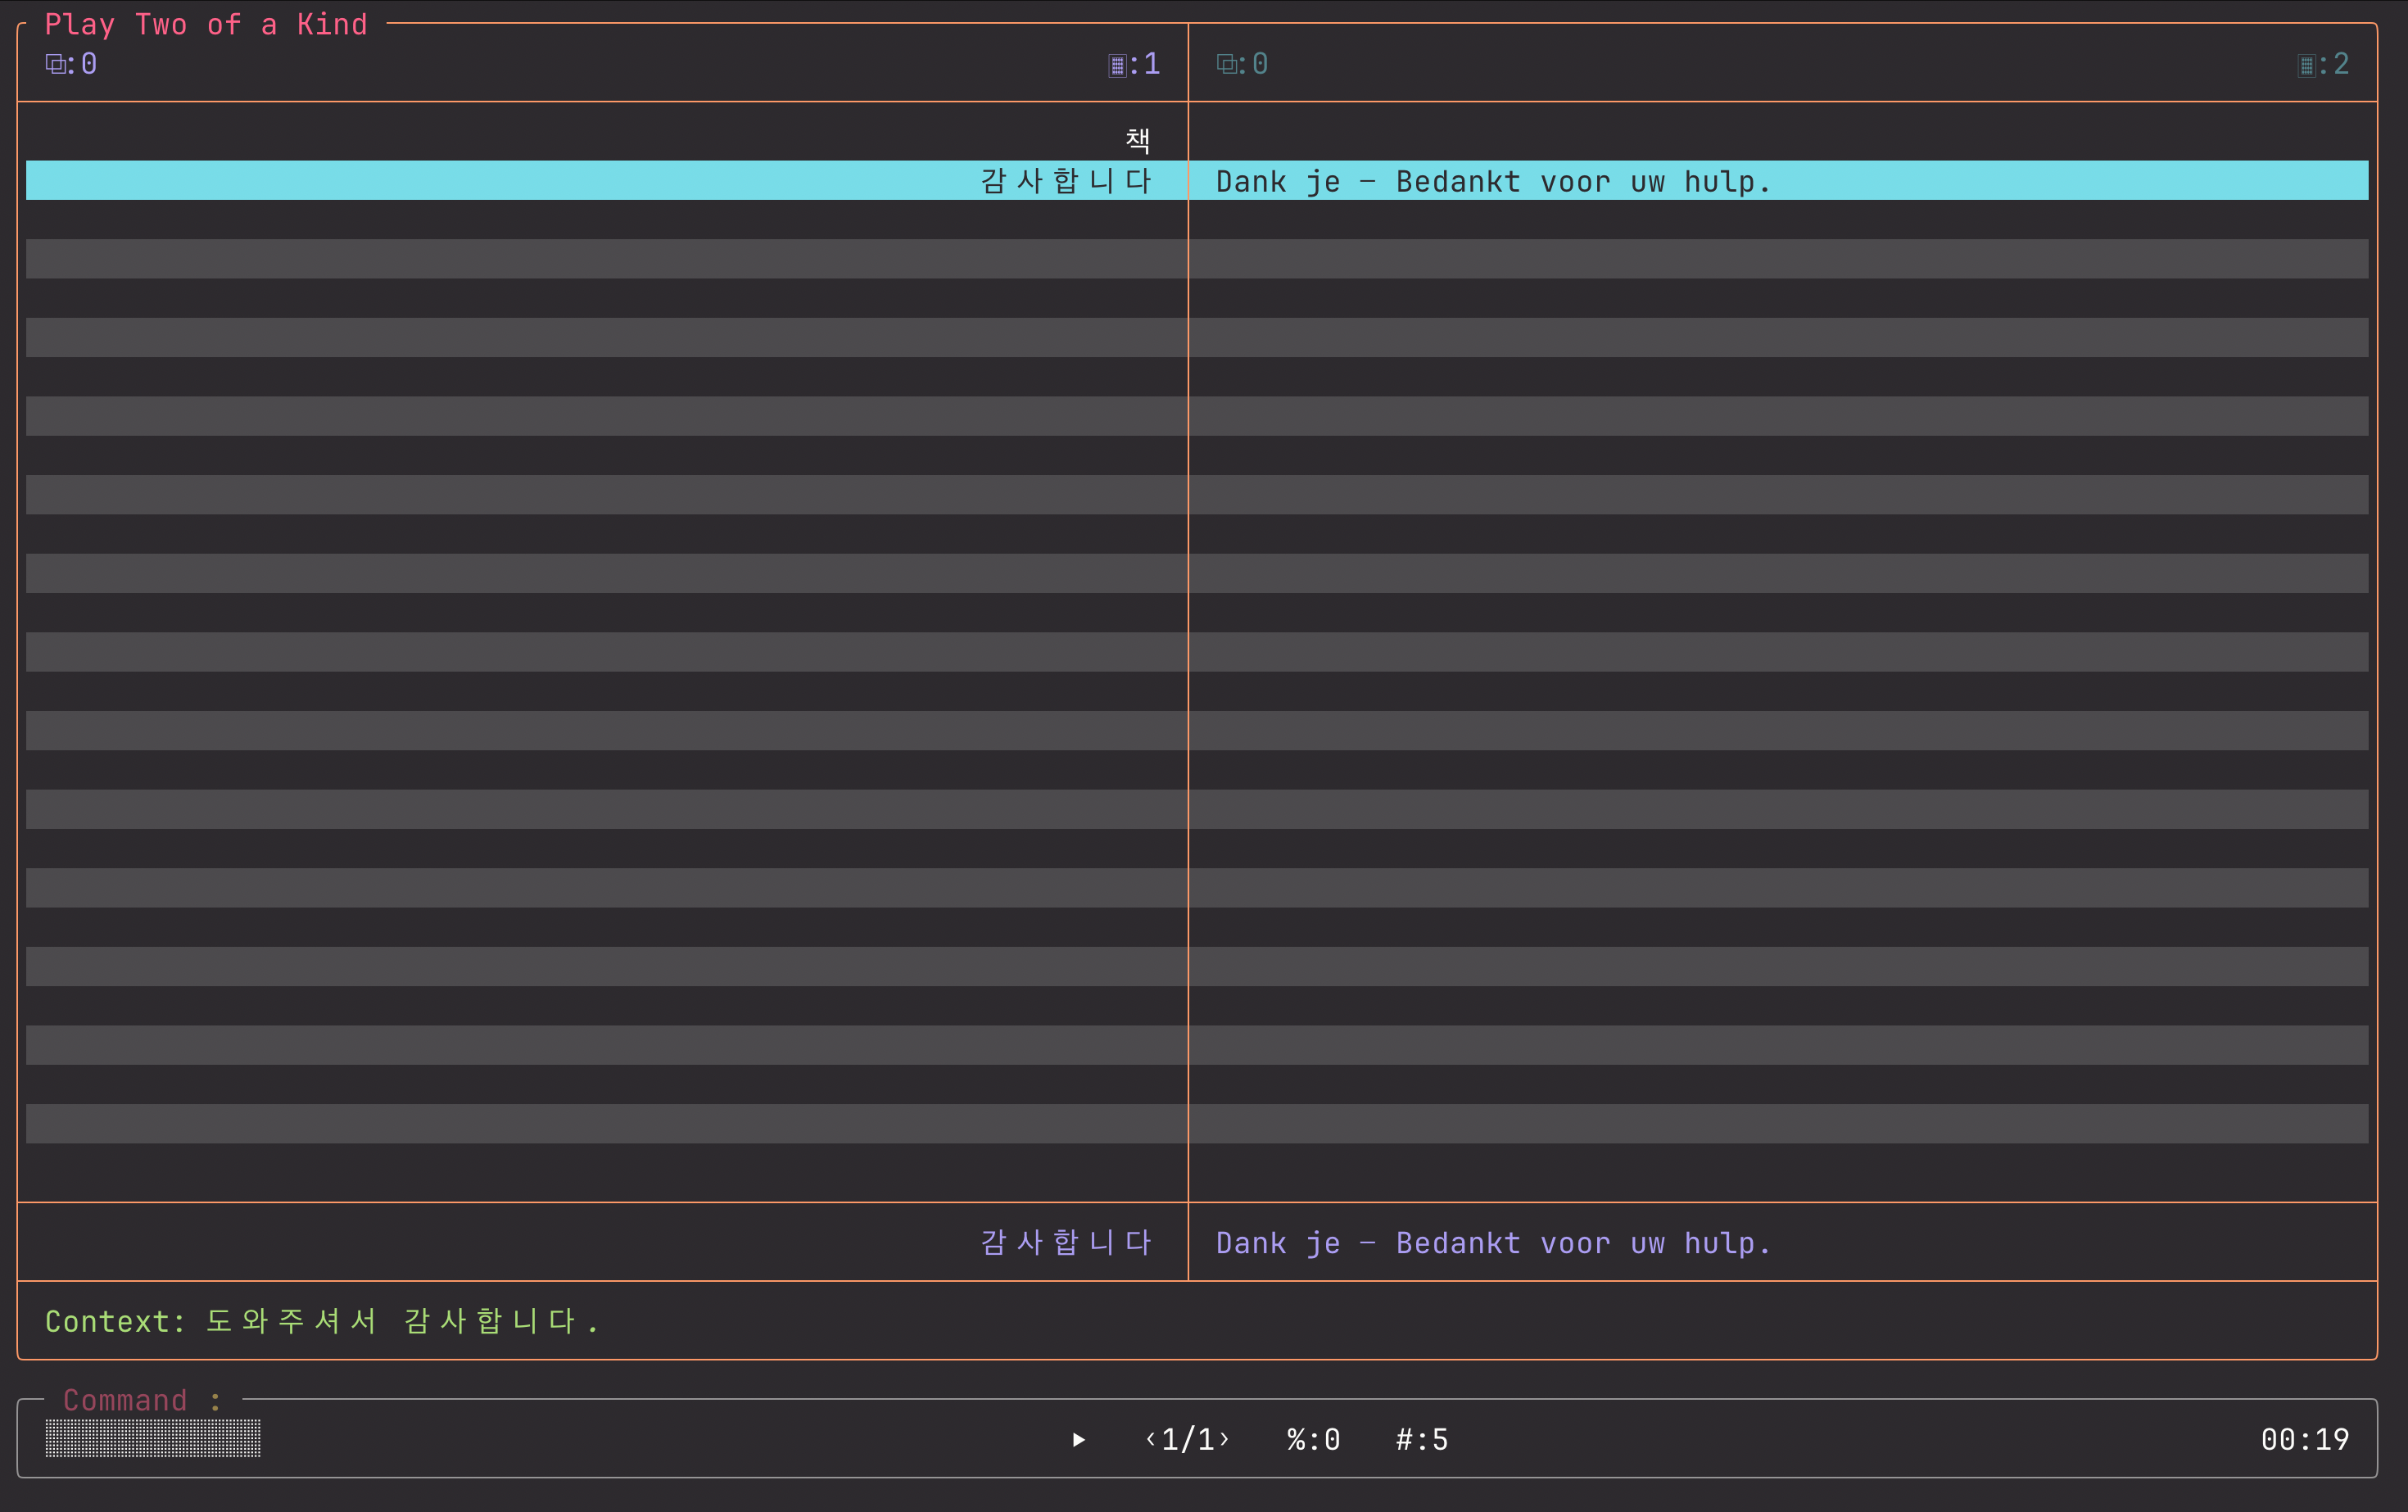 Play Two of a Kind
⧉:0 ▒:1 ⧉:0 ▒:2
책
감사합니다 Dank je — Bedankt voor uw hulp.
감사합니다 Dank je — Bedankt voor uw hulp.
Context: 도와주셔서 감사합니다.
Command :
▶ ‹1/1› %:0 #:5 00:19